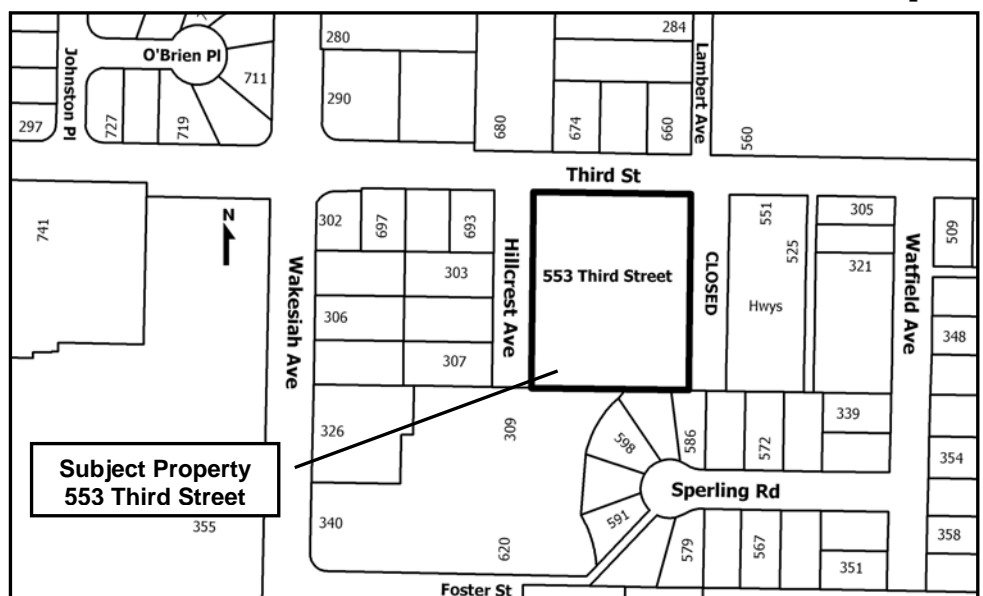 280
284
O'Brien Pl
Johnston Pl
711
Lambert Ave
290
297
727
719
680
674
660
560
Third St
741
N
302
697
693
551
305
509
525
553 Third Street
CLOSED
303
321
Hillcrest Ave
Wakesiah Ave
Watfield Ave
306
Hwys
348
307
326
309
598
586
572
339
354
Subject Property
553 Third Street
Sperling Rd
355
340
591
620
579
567
358
351
Foster St